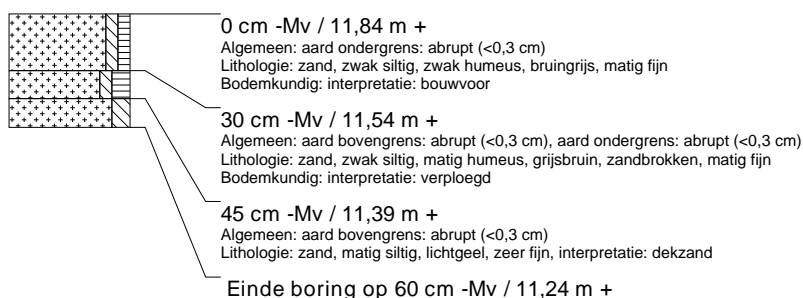 0 cm -Mv / 11,84 m +
Algemeen: aard ondergrens: abrupt (<0,3 cm)
Lithologie: zand, zwak siltig, zwak humeus, bruingrijs, matig fijn
Bodemkundig: interpretatie: bouwvoor
30 cm -Mv / 11,54 m +
Algemeen: aard bovengrens: abrupt (<0,3 cm), aard ondergrens: abrupt (<0,3 cm)
Lithologie: zand, zwak siltig, matig humeus, grijsbruin, zandbrokken, matig fijn
Bodemkundig: interpretatie: verploegd
45 cm -Mv / 11,39 m +
Algemeen: aard bovengrens: abrupt (<0,3 cm)
Lithologie: zand, matig siltig, lichtgeel, zeer fijn, interpretatie: dekzand
Einde boring op 60 cm -Mv / 11,24 m +